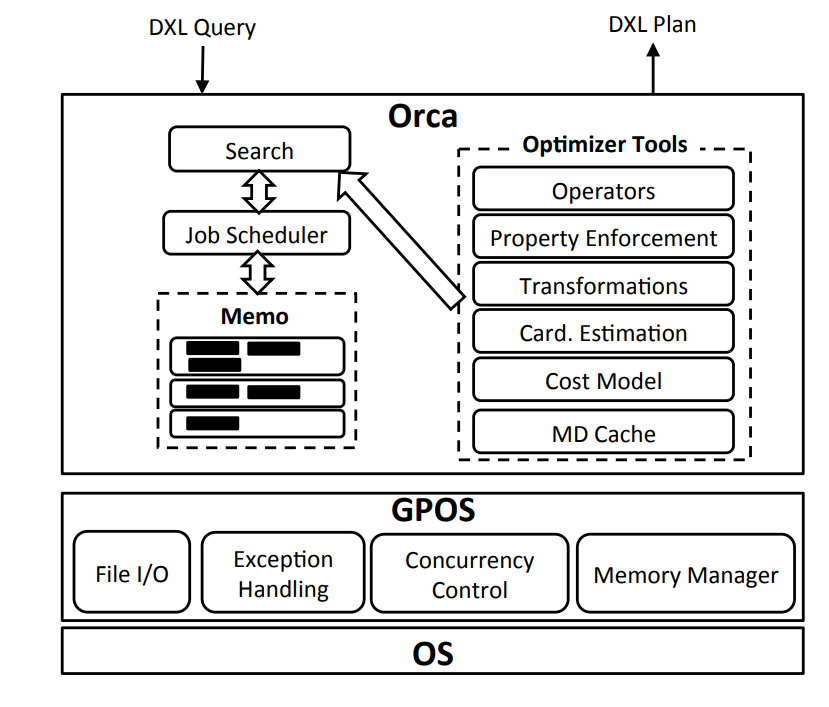 DXL Query
DXL Plan
Orca
Search
Job Scheduler
Memo
Optimizer Tools
Operators
Property Enforcement
Transformations
Card. Estimation
Cost Model
MD Cache
GPOS
File I/O
Exception
Handling
Concurrency
Control
Memory Manager
OS